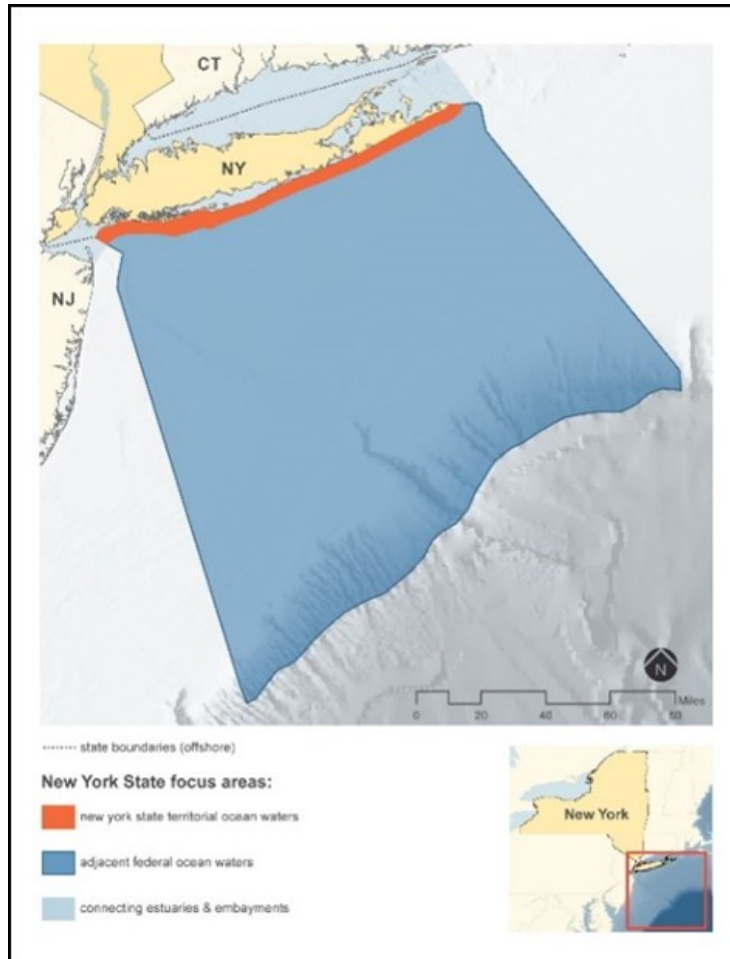 CT
NY
NJ
N
Miles
0 20 40 60 80
state boundaries (offshore)
New York State focus areas:
new york state territorial ocean waters
adjacent federal ocean waters
connecting estuaries & embayments
New York